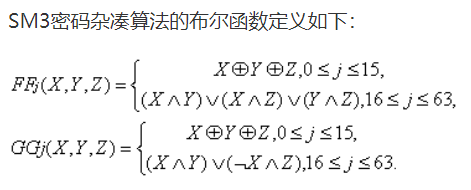 SM3密码杂凑算法的布尔函数定义如下：
X⊕Y⊕Z,0≤j≤15,
FFj(X,Y,Z)={
(X∧Y)∨(X∧Z)∨(Y∧Z),16≤j≤63,
X⊕Y⊕Z,0≤j≤15,
GGj(X,Y,Z)={
(X∧Y)∨(¬X∧Z),16≤j≤63.